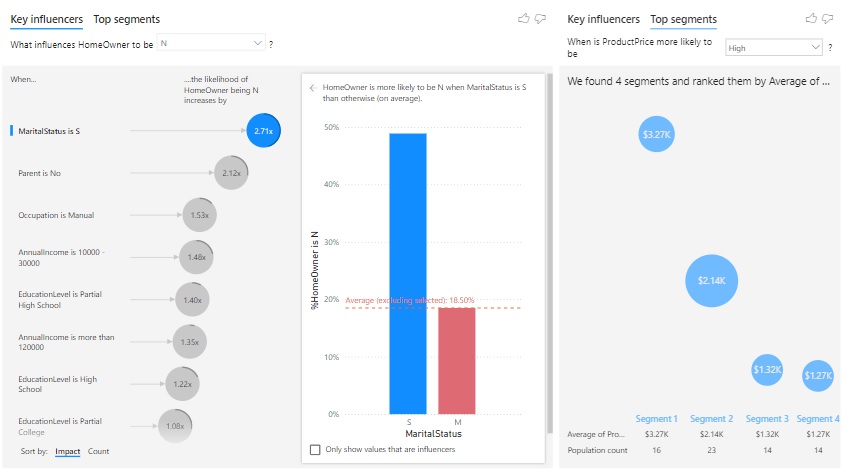 Key influencers Top segments
What influences HomeOwner to be N ?
When...
....the likelihood of
HomeOwner being N
increases by
MaritalStatus is S 2.71x
Parent is No 2.12x
Occupation is Manual 1.53x
AnnualIncome is 10000 -
30000
1.48x
EducationLevel is Partial
High School
1.40x
AnnualIncome is more than
120000
1.35x
EducationLevel is High
School
1.22x
EducationLevel is Partial
College
1.08x
Sort by: Impact Count
HomeOwner is more likely to be N when MaritalStatus is S
than otherwise (on average).
%HomeOwner is N
50%
40%
30%
20%
10%
0%
Average (excluding selected): 18.50%
S M
MaritalStatus
Only show values that are influencers
Key influencers Top segments
When is ProductPrice more likely to
be
High ?
We found 4 segments and ranked them by Average of ...
$3.27K
$2.14K
$1.32K
$1.27K
Segment 1 Segment 2 Segment 3 Segment 4
Average of Pro... $3.27K $2.14K $1.32K $1.27K
Population count 16 23 14 14